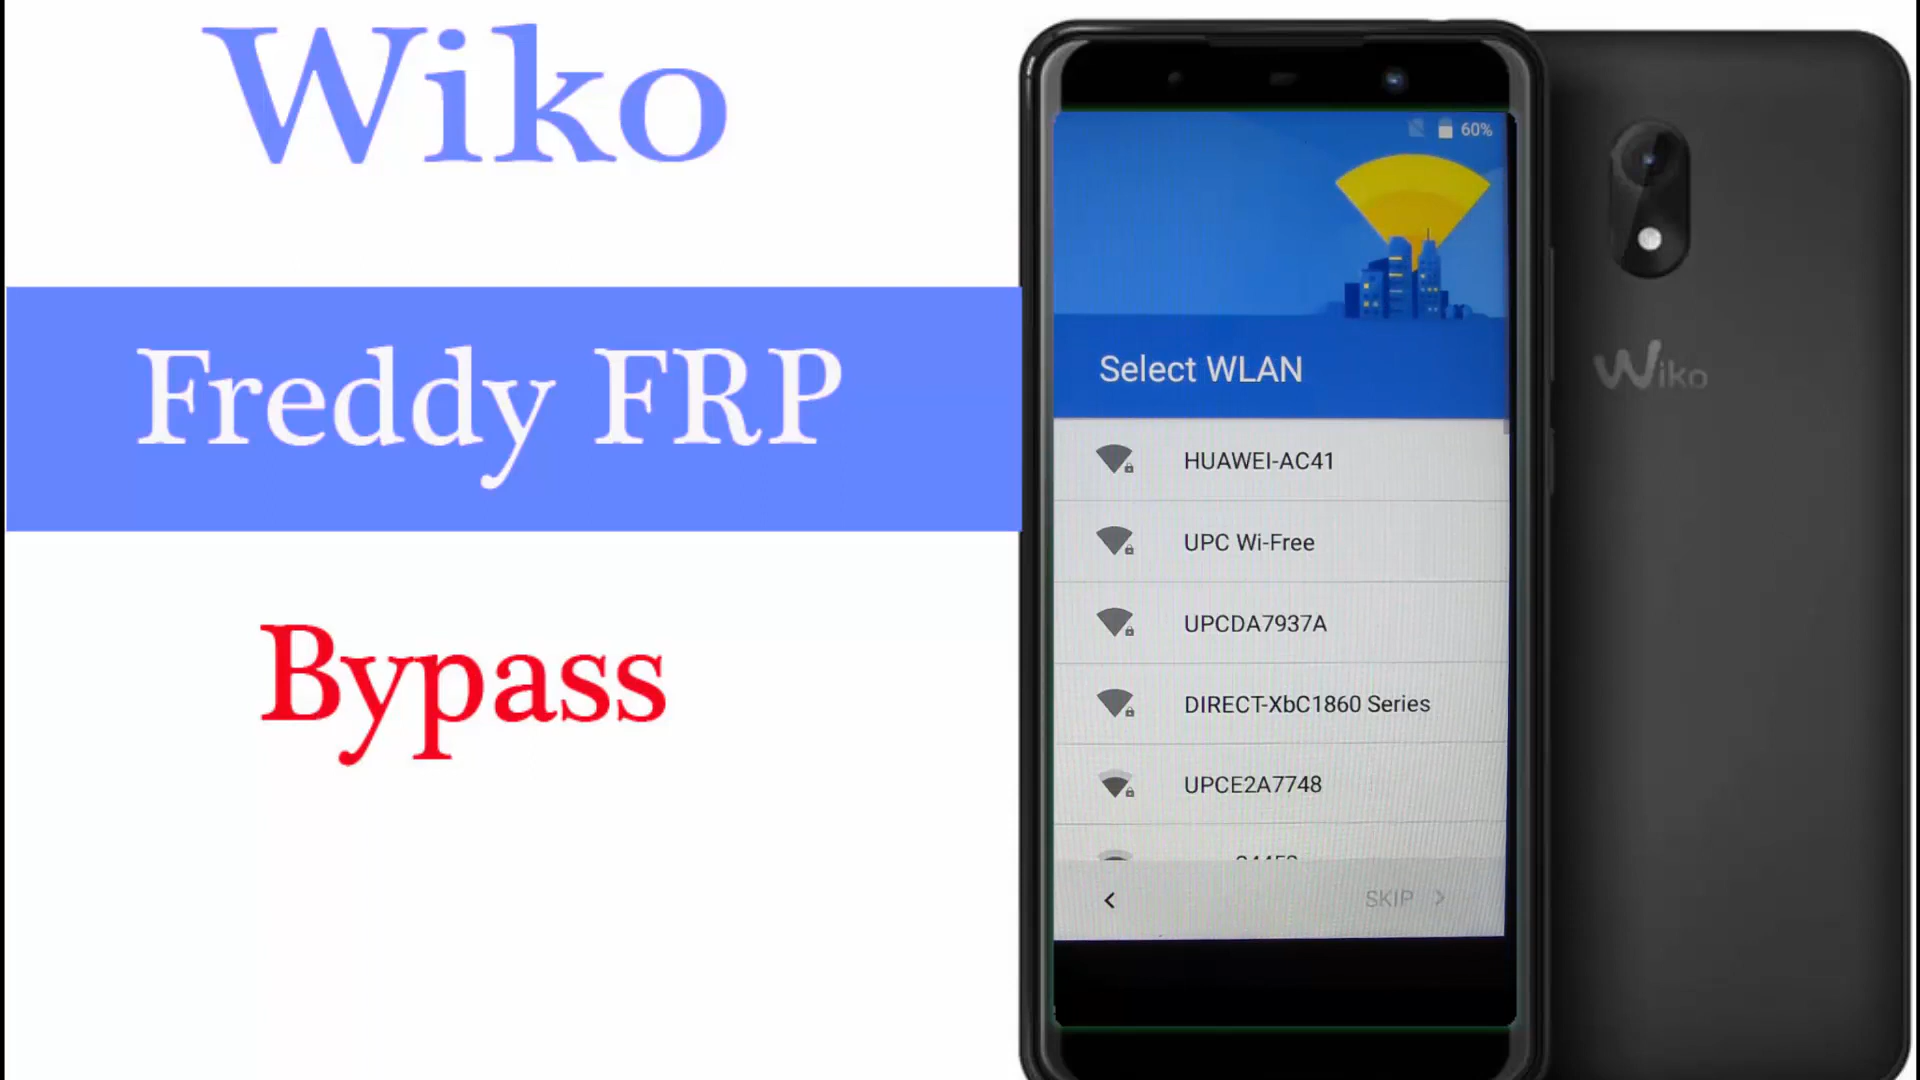 Wiko
Freddy FRP
Bypass
60%
Select WLAN
HUAWEI-AC41
UPC Wi-Free
UPCDA7937A
DIRECT-XbC1860 Series
UPCE2A7748
SKIP
Wiko